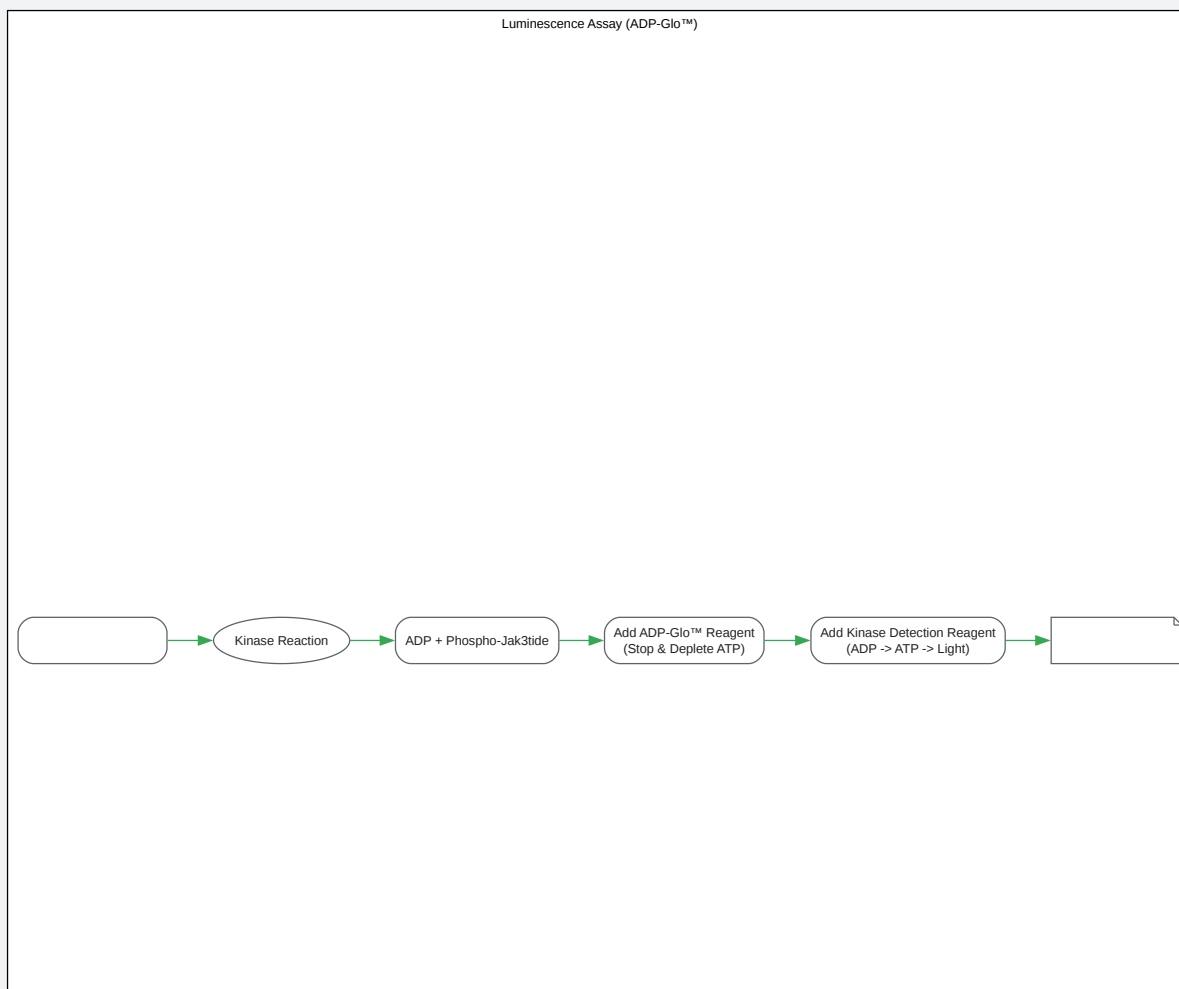 Luminescence Assay (ADP-Glo™)
Kinase Reaction
ADP + Phospho-Jak3tide
Add ADP-Glo™ Reagent
(Stop & Deplete ATP)
Add Kinase Detection Reagent
(ADP -> ATP -> Light)